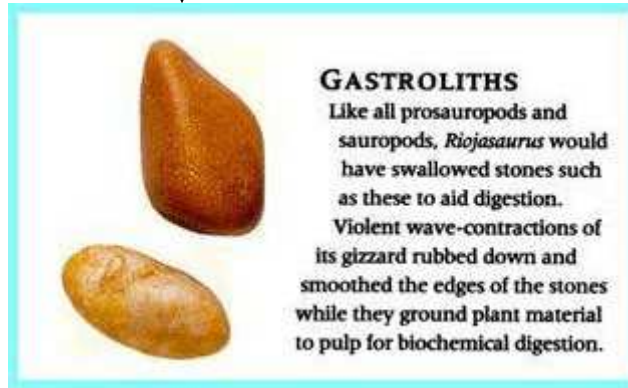 GASTROLITHS
Like all prosauropods and
sauropods, Riojasaurus would
have swallowed stones such
as these to aid digestion.
Violent wave-contractions of
its gizzard rubbed down and
smoothed the edges of the stones
while they ground plant material
to pulp for biochemical digestion.